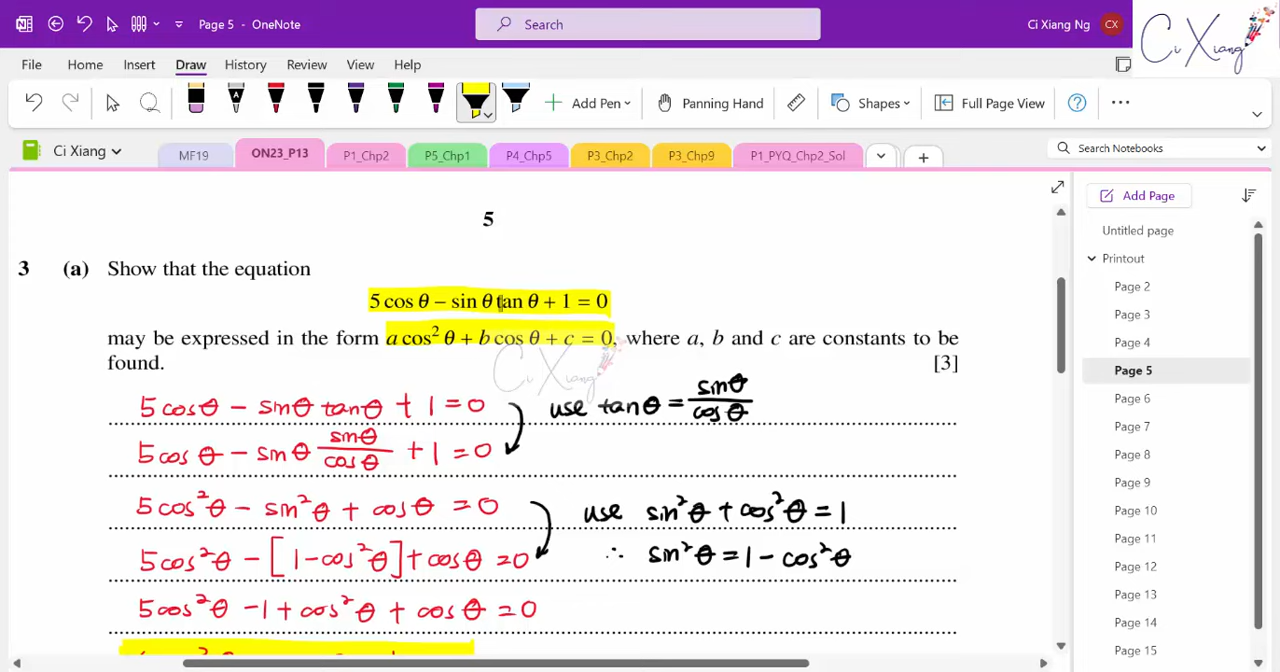 Page 5 - OneNote
Search
Ci Xiang Ng
CX
Ci Xiang
File Home Insert Draw History Review View Help
Add Pen
Panning Hand
Shapes
Full Page View
Ci Xiang
MF19
ON23_P13
P1_Chp2
P5_Chp1
P4_Chp5
P3_Chp2
P3_Chp9
P1_PYQ_Chp2_Sol
Search Notebooks
Add Page
Untitled page
Printout
Page 2
Page 3
Page 4
Page 5
Page 6
Page 7
Page 8
Page 9
Page 10
Page 11
Page 12
Page 13
Page 14
Page 15
5
3 (a) Show that the equation
5 cos θ − sin θ tan θ + 1 = 0
may be expressed in the form a cos² θ + b cos θ + c = 0, where a, b and c are constants to be
found. [3]
Ci Xiang
5 cosθ − sinθ tanθ + 1 = 0 use tanθ = sinθ/cosθ
5 cos θ − sin θ sinθ/cosθ + 1 = 0
5 cos²θ − sin²θ + cos θ = 0 use sin²θ + cos²θ = 1
5 cos²θ − [1 − cos²θ] + cosθ = 0 ∴ sin²θ = 1 − cos²θ
5 cos²θ − 1 + cos²θ + cos θ = 0